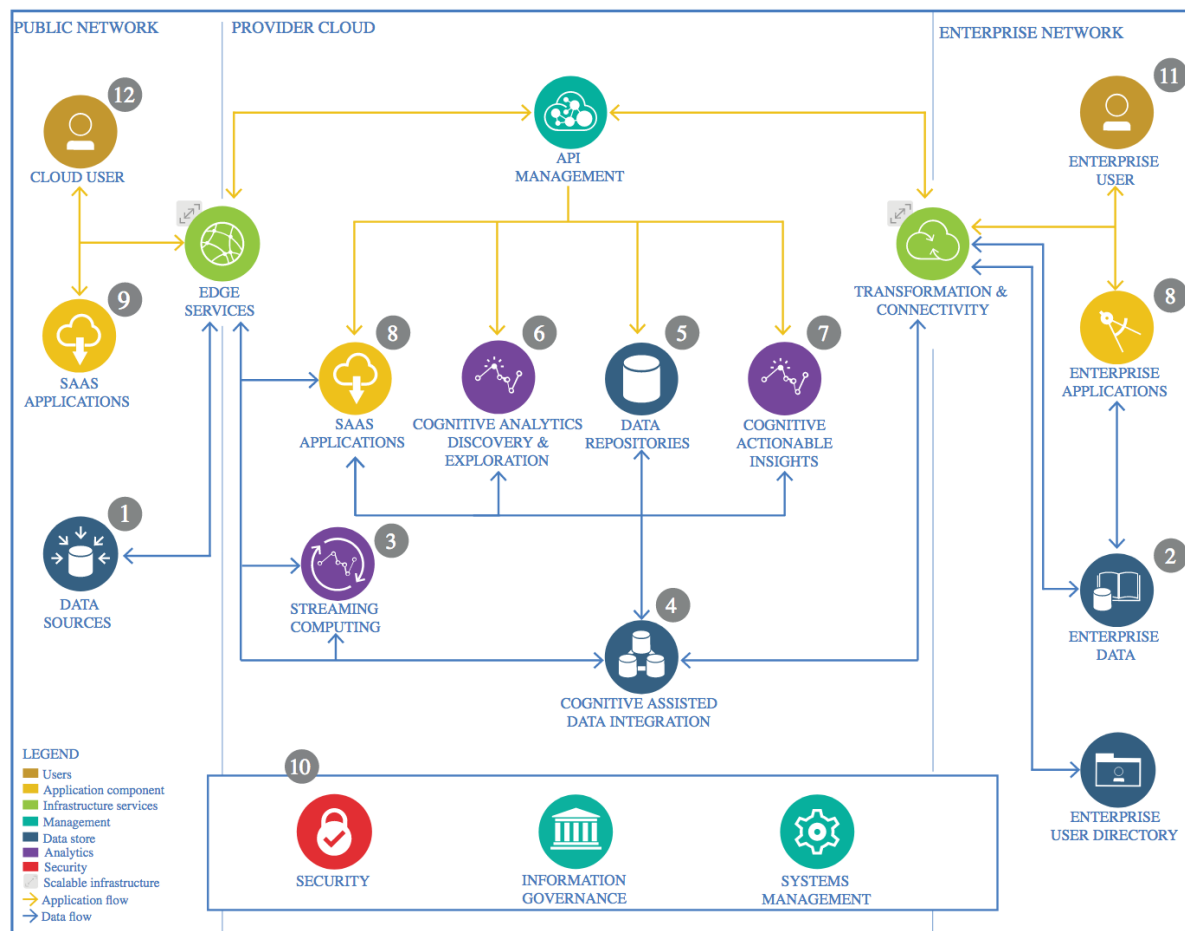 PUBLIC NETWORK
PROVIDER CLOUD
ENTERPRISE NETWORK
12
CLOUD USER
API
MANAGEMENT
11
ENTERPRISE
USER
EDGE
SERVICES
TRANSFORMATION &
CONNECTIVITY
9
SAAS
APPLICATIONS
8
SAAS
APPLICATIONS
6
COGNITIVE ANALYTICS
DISCOVERY &
EXPLORATION
5
DATA
REPOSITORIES
7
COGNITIVE
ACTIONABLE
INSIGHTS
8
ENTERPRISE
APPLICATIONS
1
DATA
SOURCES
3
STREAMING
COMPUTING
4
COGNITIVE ASSISTED
DATA INTEGRATION
2
ENTERPRISE
DATA
ENTERPRISE
USER DIRECTORY
LEGEND
Users
Application component
Infrastructure services
Management
Data store
Analytics
Security
Scalable infrastructure
Application flow
Data flow
10
SECURITY
INFORMATION
GOVERNANCE
SYSTEMS
MANAGEMENT